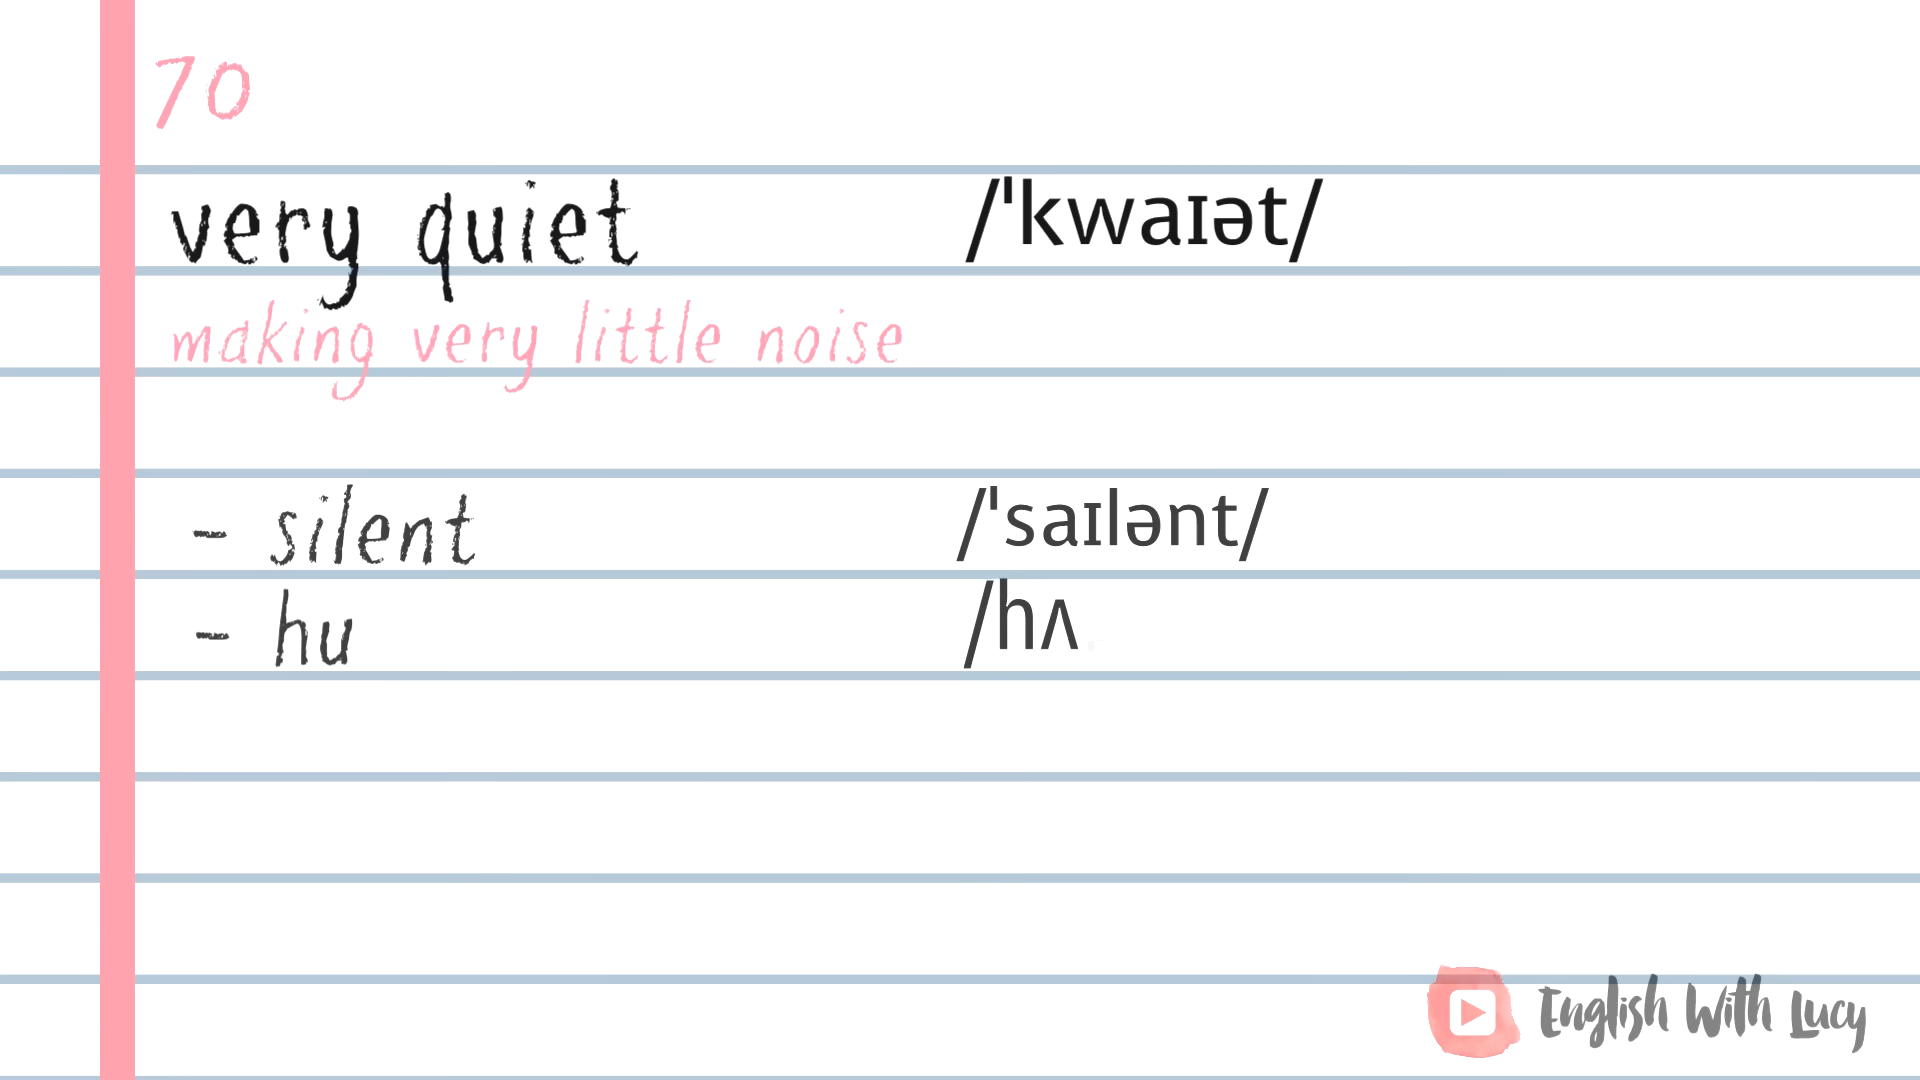 70
very quiet /ˈkwaɪət/
making very little noise
- silent /ˈsaɪlənt/
- hu /hʌ
English With Lucy